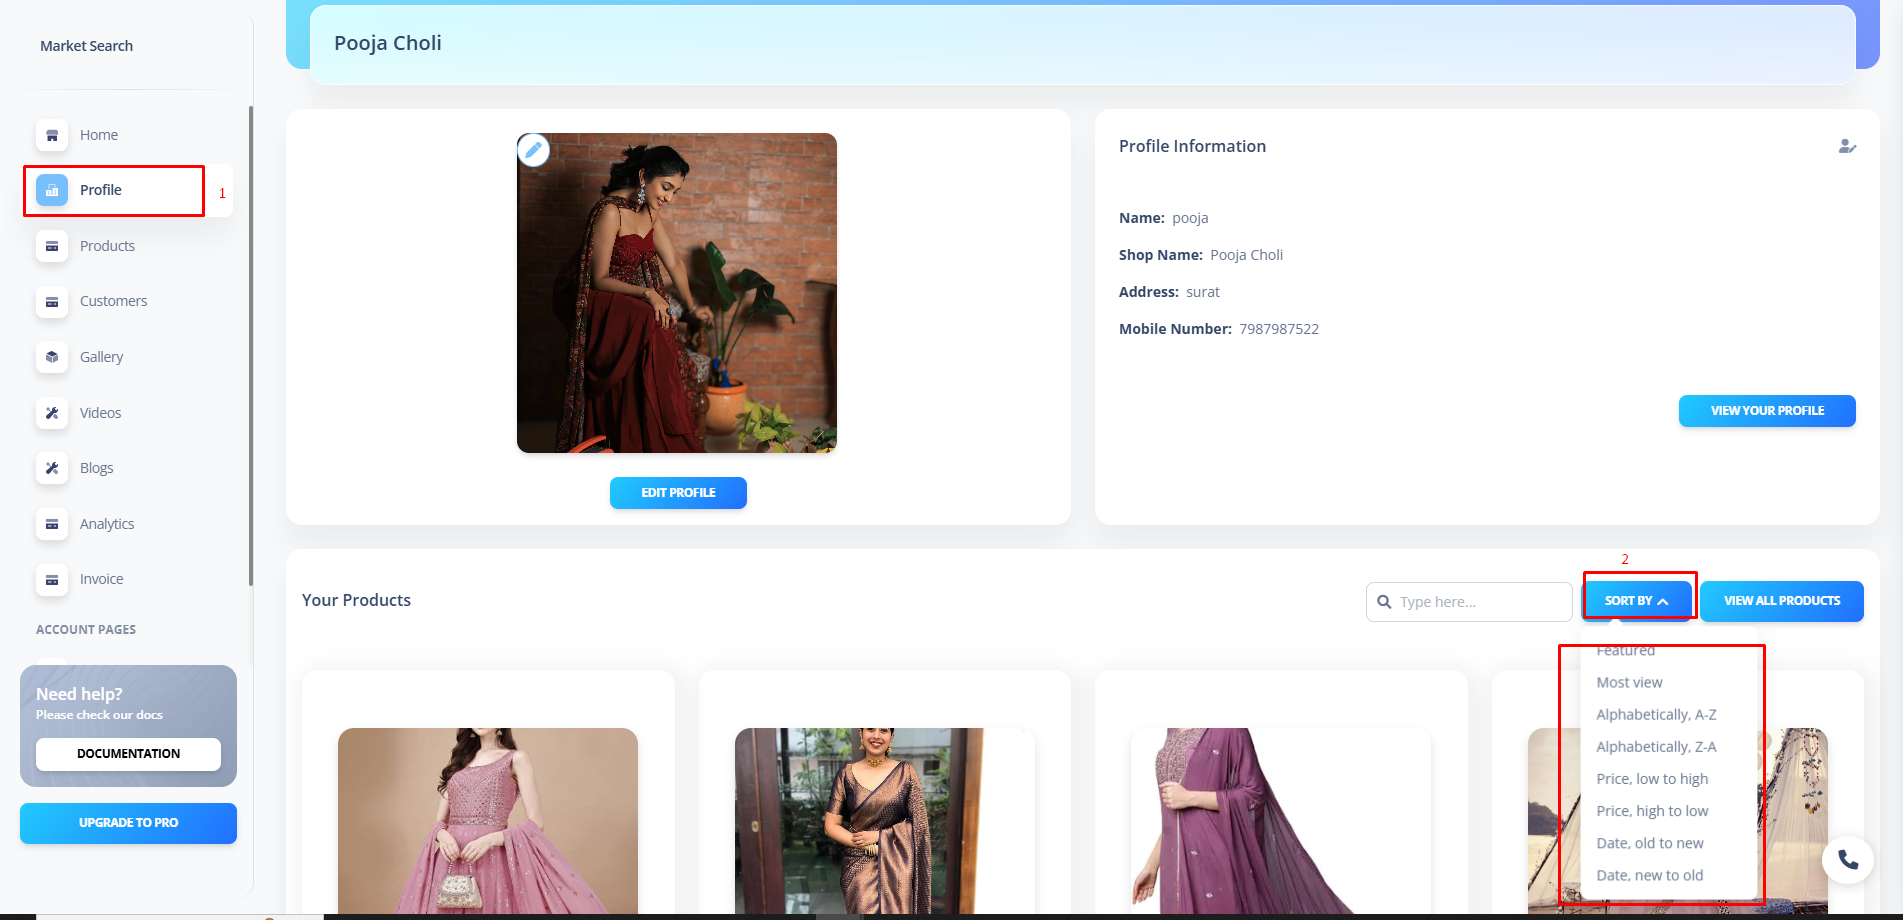 Market Search
Home
Profile
1
Products
Customers
Gallery
Videos
Blogs
Analytics
Invoice
ACCOUNT PAGES
Need help?
Please check our docs
DOCUMENTATION
UPGRADE TO PRO
Pooja Choli
EDIT PROFILE
Profile Information
Name: pooja
Shop Name: Pooja Choli
Address: surat
Mobile Number: 7987987522
VIEW YOUR PROFILE
2
Your Products
Type here...
SORT BY
VIEW ALL PRODUCTS
Featured
Most view
Alphabetically, A-Z
Alphabetically, Z-A
Price, low to high
Price, high to low
Date, old to new
Date, new to old